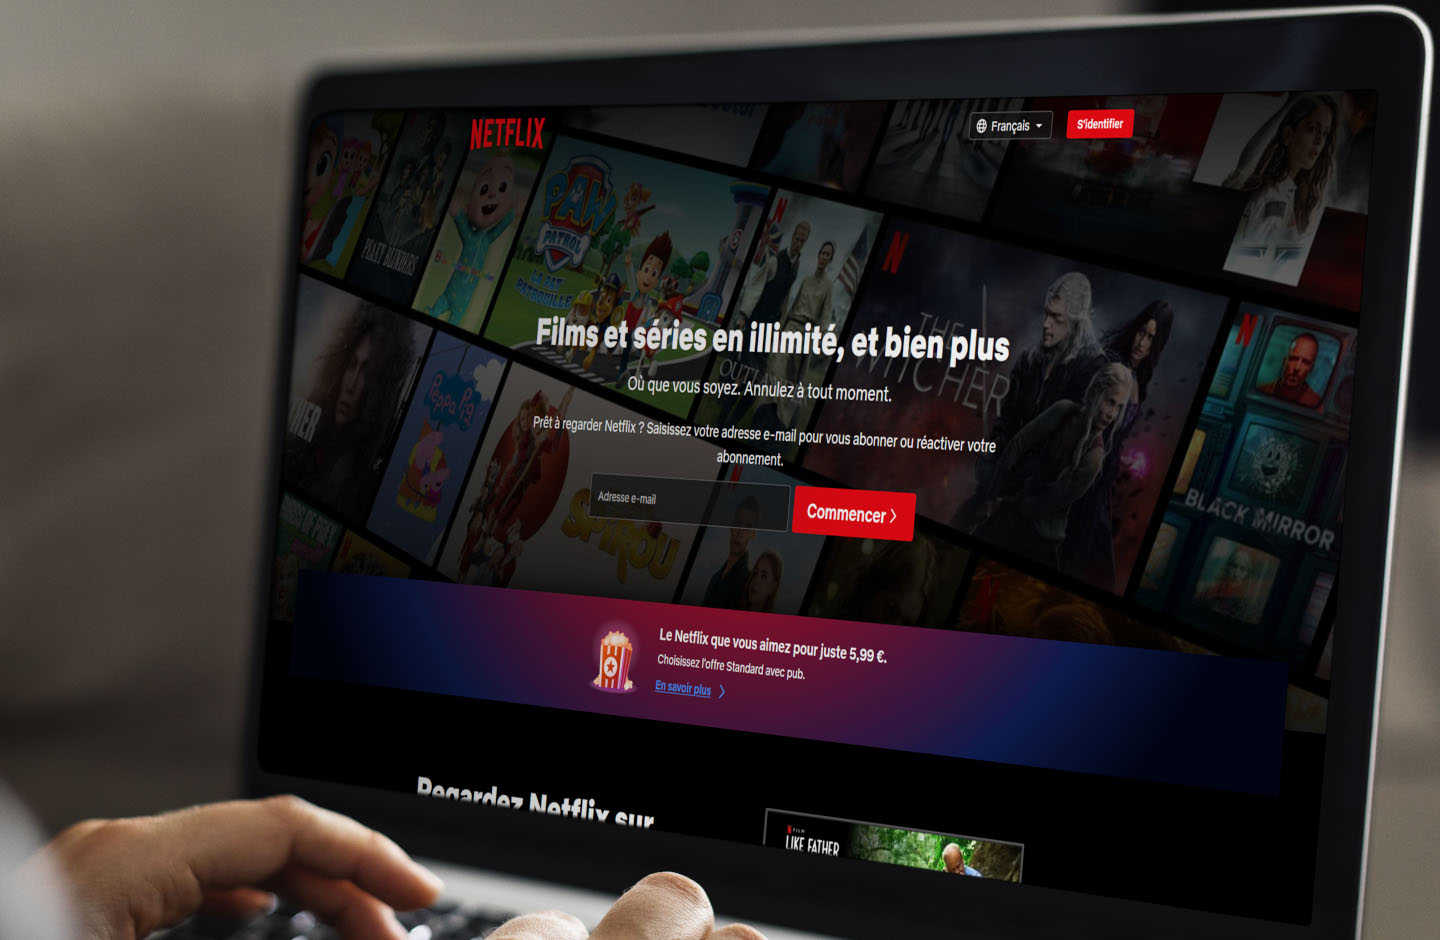 NETFLIX
Français
S'identifier
PEAKY BLINDERS
PAW
PATROL
LA PAT'
PATROUILLE
Films et séries en illimité, et bien plus
THE
WITCHER
Où que vous soyez. Annulez à tout moment.
Peppa Pig
Prêt à regarder Netflix ? Saisissez votre adresse e-mail pour vous abonner ou réactiver votre
abonnement.
Adresse e-mail
Commencer
SPIROU
BLACK MIRROR
Le Netflix que vous aimez pour juste 5,99 €.
Choisissez l'offre Standard avec pub.
En savoir plus
Regardez Netflix sur
N FILM
LIKE FATHER